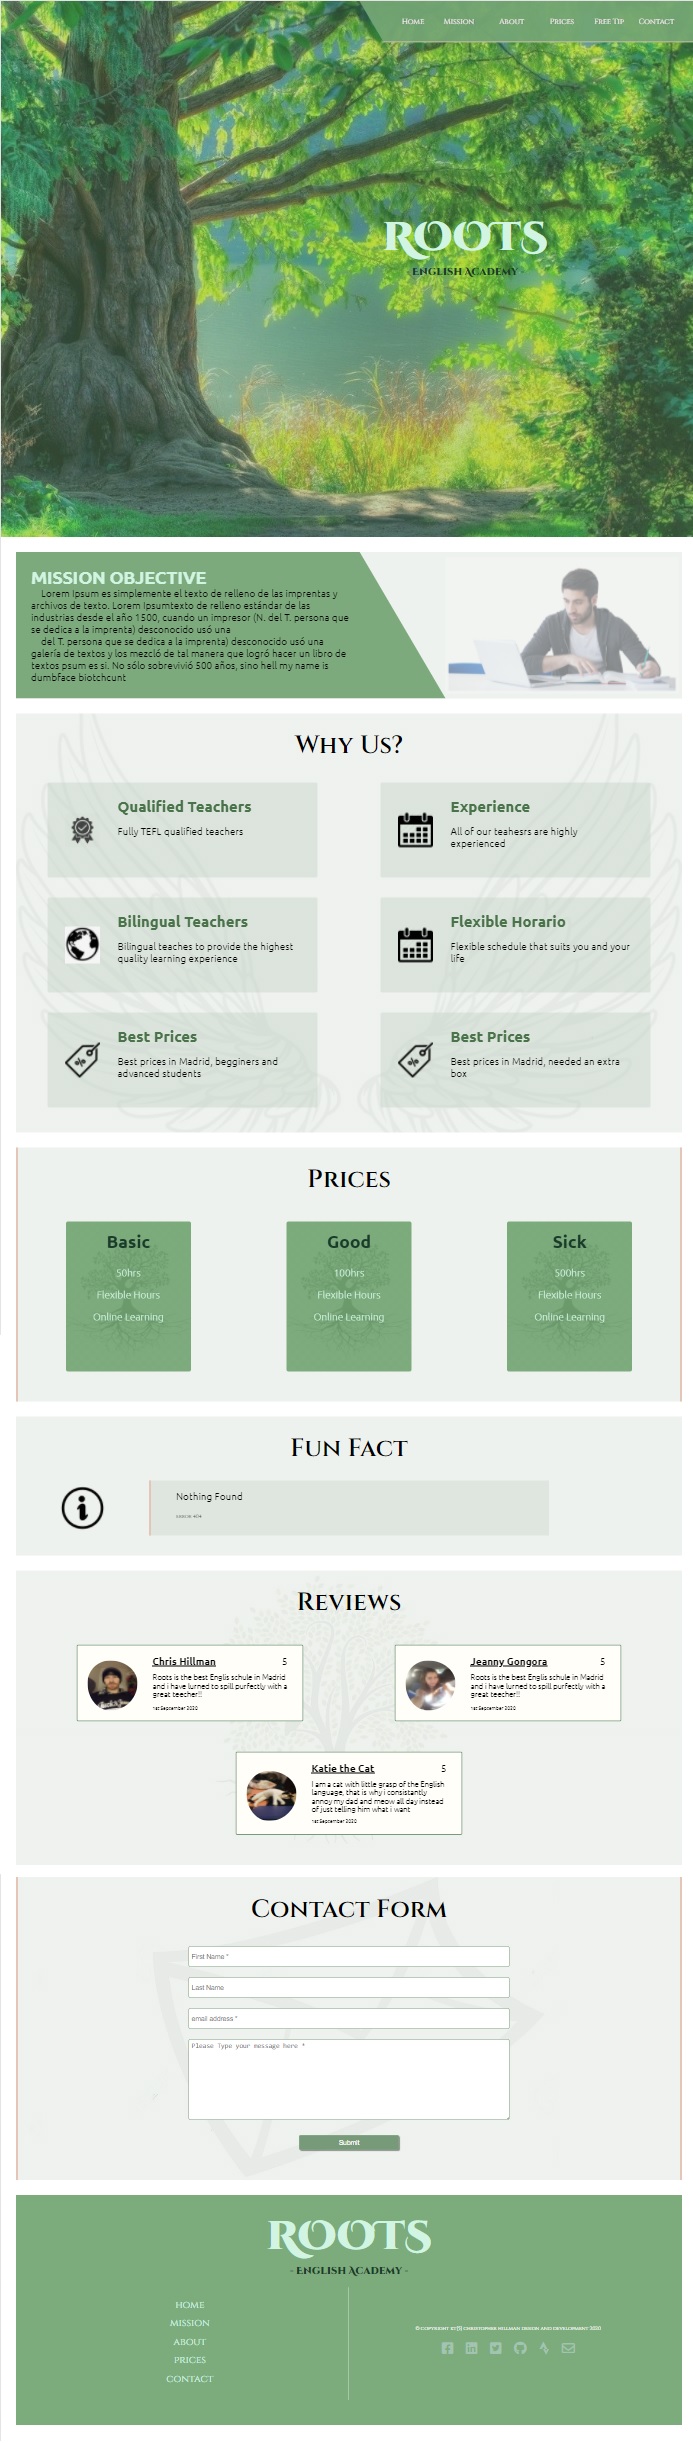 Home Mission About Prices Free Tip Contact
ROOTS
- English Academy -
MISSION OBJECTIVE
Lorem Ipsum es simplemente el texto de relleno de las imprentas y
archivos de texto. Lorem Ipsumtexto de relleno estándar de las
industrias desde el año 1500, cuando un impresor (N. del T. persona que
se dedica a la imprenta) desconocido usó una
del T. persona que se dedica a la imprenta) desconocido usó una
galería de textos y los mezcló de tal manera que logró hacer un libro de
textos psum es si. No sólo sobrevivió 500 años, sino hell my name is
dumbface biotchcunt
Why Us?
Qualified Teachers
Fully TEFL qualified teachers
Experience
All of our teahesrs are highly
experienced
Bilingual Teachers
Bilingual teaches to provide the highest
quality learning experience
Flexible Horario
Flexible schedule that suits you and your
life
Best Prices
Best prices in Madrid, begginers and
advanced students
Best Prices
Best prices in Madrid, needed an extra
box
Prices
Basic
50hrs
Flexible Hours
Online Learning
Good
100hrs
Flexible Hours
Online Learning
Sick
500hrs
Flexible Hours
Online Learning
Fun Fact
Nothing Found
error 404
Reviews
Chris Hillman 5
Roots is the best Englis schule in Madrid
and i have lurned to spill purfectly with a
great teecher!!
1st September 2020
Jeanny Gongora 5
Roots is the best Englis schule in Madrid
and i have lurned to spill purfectly with a
great teecher!!
1st September 2020
Katie the Cat 5
I am a cat with little grasp of the English
language, that is why i consistantly
annoy my dad and meow all day instead
of just telling him what i want
1st September 2020
Contact Form
First Name *
Last Name
email address *
Please Type your message here *
Submit
ROOTS
- English Academy -
HOME
MISSION
ABOUT
PRICES
CONTACT
christopher hillman design and development 2020